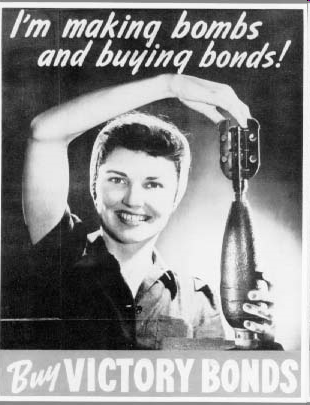 I'm making bombs
and buying bonds!
Buy VICTORY BONDS